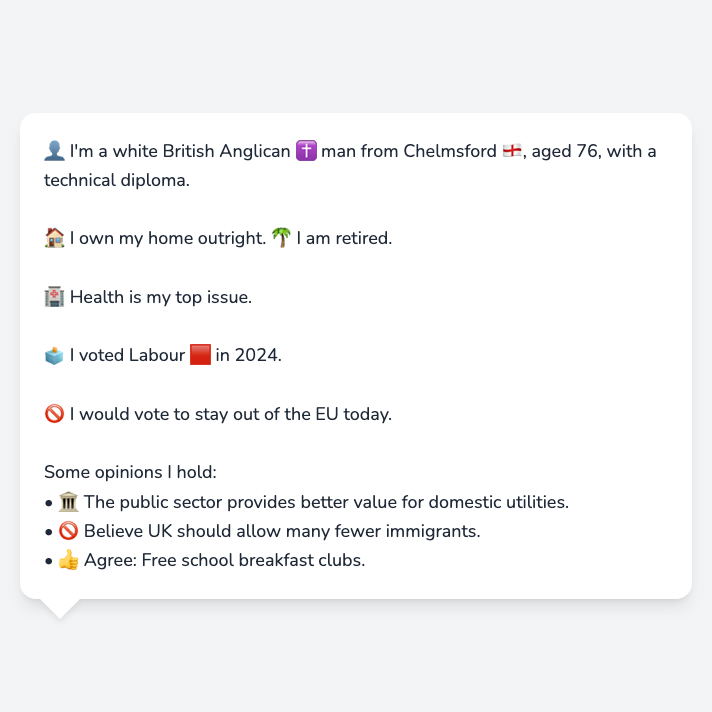 👤 I'm a white British Anglican ✝️ man from Chelmsford 🏴󠁧󠁢󠁥󠁮󠁧󠁿, aged 76, with a
technical diploma.
🏠 I own my home outright. 🌴 I am retired.
🏥 Health is my top issue.
🗳️ I voted Labour 🟥 in 2024.
🚫 I would vote to stay out of the EU today.
Some opinions I hold:
• 🏛️ The public sector provides better value for domestic utilities.
• 🚫 Believe UK should allow many fewer immigrants.
• 👍 Agree: Free school breakfast clubs.